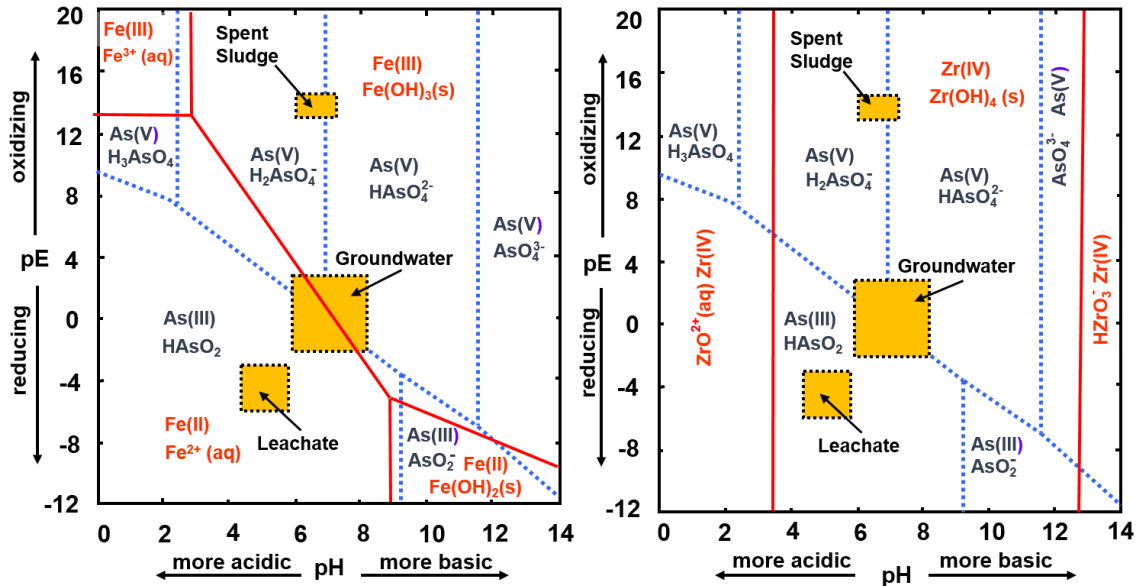 20
16
12
8
4
0
-4
-8
-12
oxidizing
pE
reducing
Fe(III)
Fe³⁺ (aq)
Spent
Sludge
Fe(III)
Fe(OH)₃(s)
As(V)
H₃AsO₄
As(V)
H₂AsO₄⁻
As(V)
HAsO₄²⁻
As(V)
AsO₄³⁻
Groundwater
As(III)
HAsO₂
Leachate
Fe(II)
Fe²⁺ (aq)
As(III)
AsO₂⁻
Fe(II)
Fe(OH)₂(s)
0 2 4 6 8 10 12 14
more acidic pH more basic
20
16
12
8
4
0
-4
-8
-12
oxidizing
pE
reducing
Spent
Sludge
Zr(IV)
Zr(OH)₄ (s)
As(V)
H₃AsO₄
As(V)
H₂AsO₄⁻
As(V)
HAsO₄²⁻
AsO₄³⁻ As(V)
Groundwater
ZrO²⁺(aq) Zr(IV)
As(III)
HAsO₂
Leachate
As(III)
AsO₂⁻
HZrO₃⁻ Zr(IV)
0 2 4 6 8 10 12 14
more acidic pH more basic